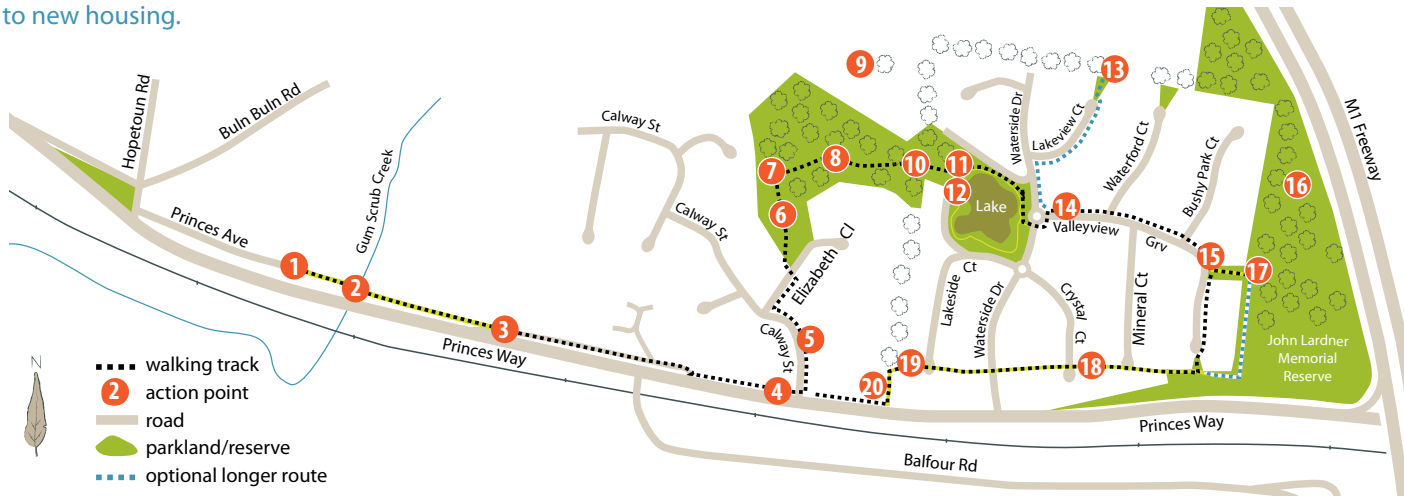 to new housing.
Hopetoun Rd
Buln Buln Rd
Gum Scrub Creek
Princes Ave
Princes Way
Calway St
Calway St
Calway St
Elizabeth Cl
Lake
Waterside Dr
Lakeview Ct
Waterford Ct
Bushy Park Ct
M1 Freeway
Valleyview
Grv
Lakeside
Ct
Waterside Dr
Crystal
Ct
Mineral Ct
John Lardner
Memorial
Reserve
Princes Way
Balfour Rd
1
2
3
4
5
6
7
8
9
10
11
12
13
14
15
16
17
18
19
20
N
walking track
2 action point
road
parkland/reserve
optional longer route